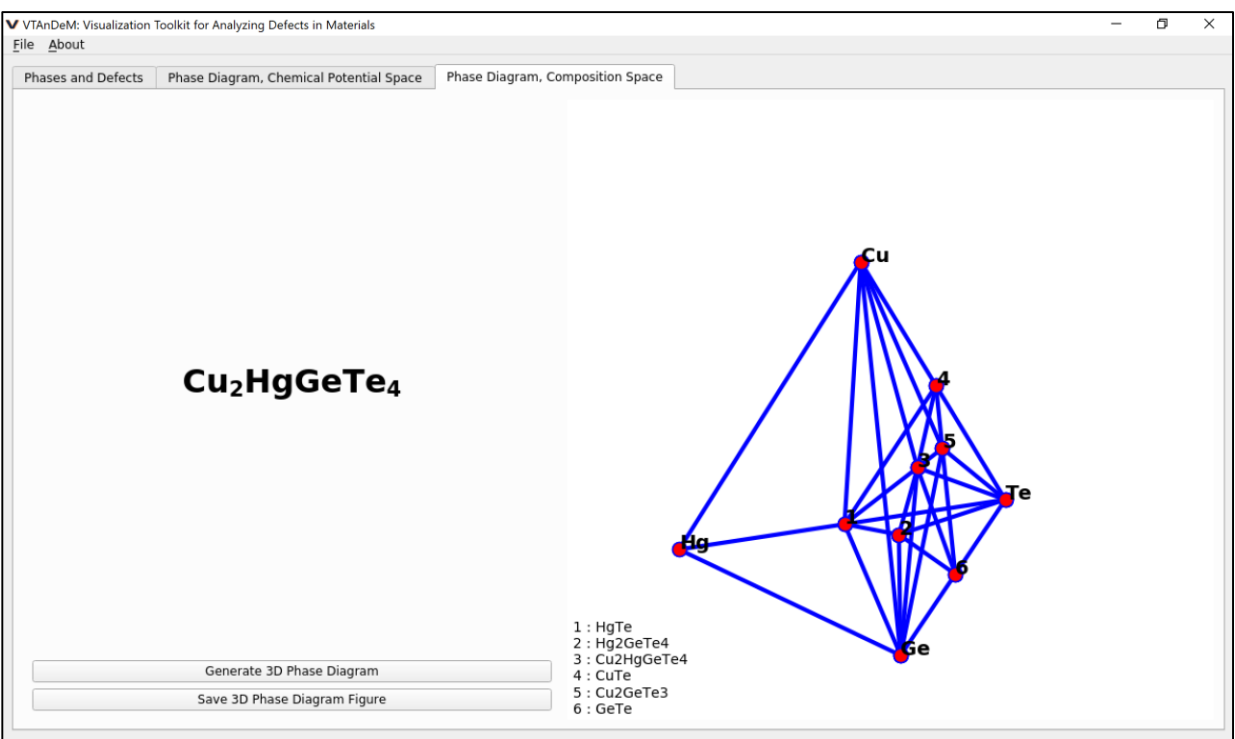 VTAnDeM: Visualization Toolkit for Analyzing Defects in Materials
File About
Phases and Defects
Phase Diagram, Chemical Potential Space
Phase Diagram, Composition Space
Cu₂HgGeTe₄
Cu
4
5
3
Te
1
2
Hg
6
Ge
1 : HgTe
2 : Hg2GeTe4
3 : Cu2HgGeTe4
4 : CuTe
5 : Cu2GeTe3
6 : GeTe
Generate 3D Phase Diagram
Save 3D Phase Diagram Figure